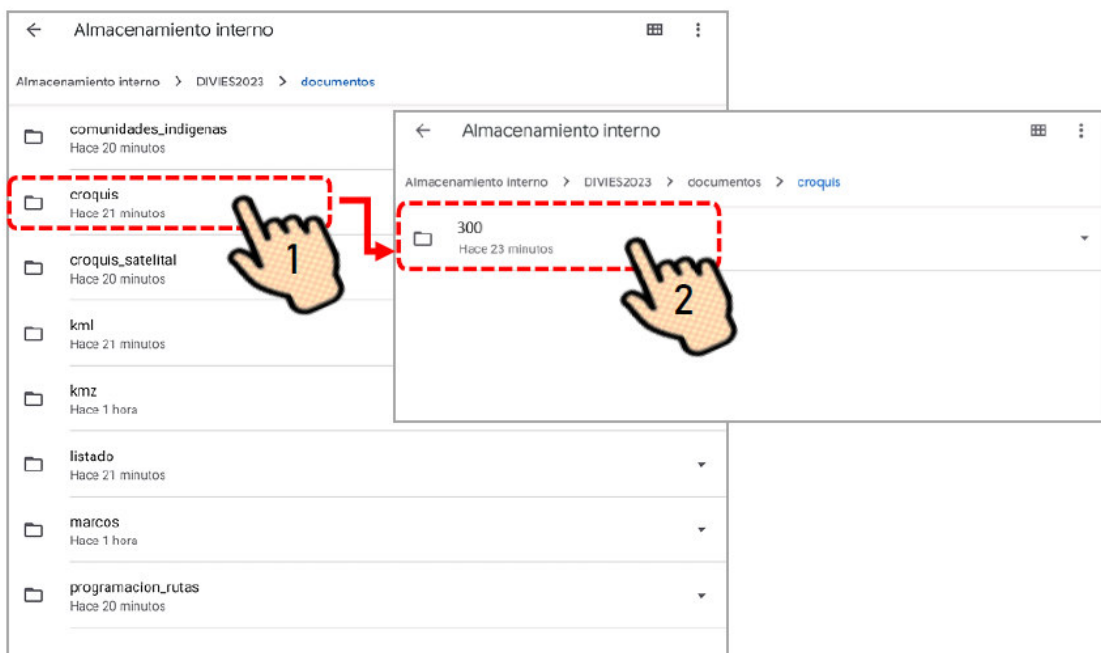 Almacenamiento interno
Almacenamiento interno > DIVIES2023 > documentos
comunidades_indigenas
Hace 20 minutos
croquis
Hace 21 minutos
1
croquis_satelital
Hace 20 minutos
kml
Hace 21 minutos
kmz
Hace 1 hora
listado
Hace 21 minutos
marcos
Hace 1 hora
programacion_rutas
Hace 20 minutos
Almacenamiento interno
Almacenamiento interno > DIVIES2023 > documentos > croquis
300
Hace 23 minutos
2